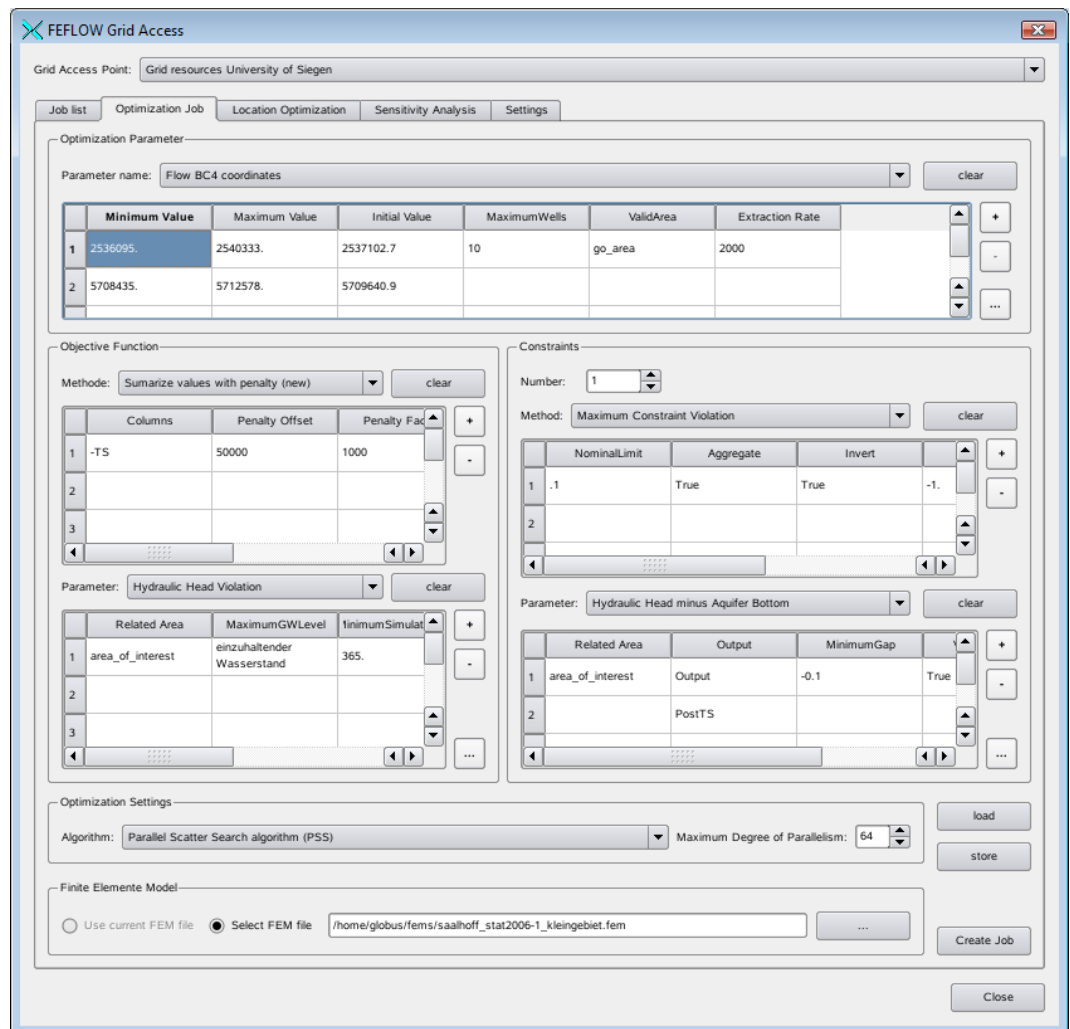 FEFLOW Grid Access
Grid Access Point: Grid resources University of Siegen
Job list Optimization Job Location Optimization Sensitivity Analysis Settings
Optimization Parameter
Parameter name: Flow BC4 coordinates clear
Minimum Value Maximum Value Initial Value MaximumWells ValidArea Extraction Rate +
1 2536095. 2540333. 2537102.7 10 go_area 2000 -
2 5708435. 5712578. 5709640.9 ...
Objective Function
Methode: Sumarize values with penalty (new) clear
Columns Penalty Offset Penalty Fac +
1 -TS 50000 1000 -
2
3
Parameter: Hydraulic Head Violation clear
Related Area MaximumGWLevel inimumSimulat +
1 area_of_interest einzuhaltender Wasserstand 365. -
2
3
...
Constraints
Number: 1
Method: Maximum Constraint Violation clear
NominalLimit Aggregate Invert +
1 .1 True True -1. -
2
Parameter: Hydraulic Head minus Aquifer Bottom clear
Related Area Output MinimumGap +
1 area_of_interest Output -0.1 True -
2 PostTS
...
Optimization Settings
Algorithm: Parallel Scatter Search algorithm (PSS) Maximum Degree of Parallelism: 64
load
store
Finite Elemente Model
Use current FEM file Select FEM file /home/globus/fems/saalhoff_stat2006-1_kleingebiet.fem ...
Create Job
Close